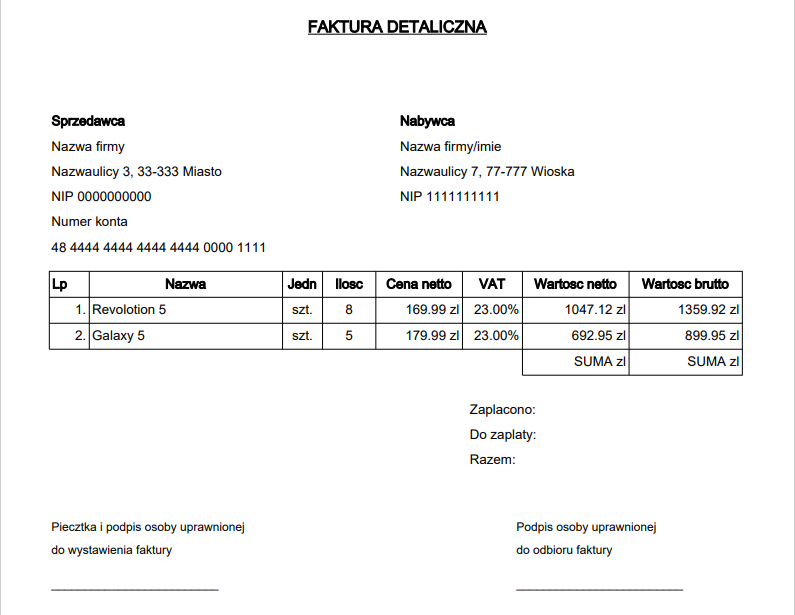 FAKTURA DETALICZNA
Sprzedawca
Nazwa firmy
Nazwaulicy 3, 33-333 Miasto
NIP 0000000000
Numer konta
48 4444 4444 4444 4444 0000 1111
Nabywca
Nazwa firmy/imie
Nazwaulicy 7, 77-777 Wioska
NIP 1111111111
Lp Nazwa Jedn Ilosc Cena netto VAT Wartosc netto Wartosc brutto
1. Revolotion 5 szt. 8 169.99 zl 23.00% 1047.12 zl 1359.92 zl
2. Galaxy 5 szt. 5 179.99 zl 23.00% 692.95 zl 899.95 zl
SUMA zl SUMA zl
Zaplacono:
Do zaplaty:
Razem:
Piecztka i podpis osoby uprawnionej
do wystawienia faktury
Podpis osoby uprawnionej
do odbioru faktury